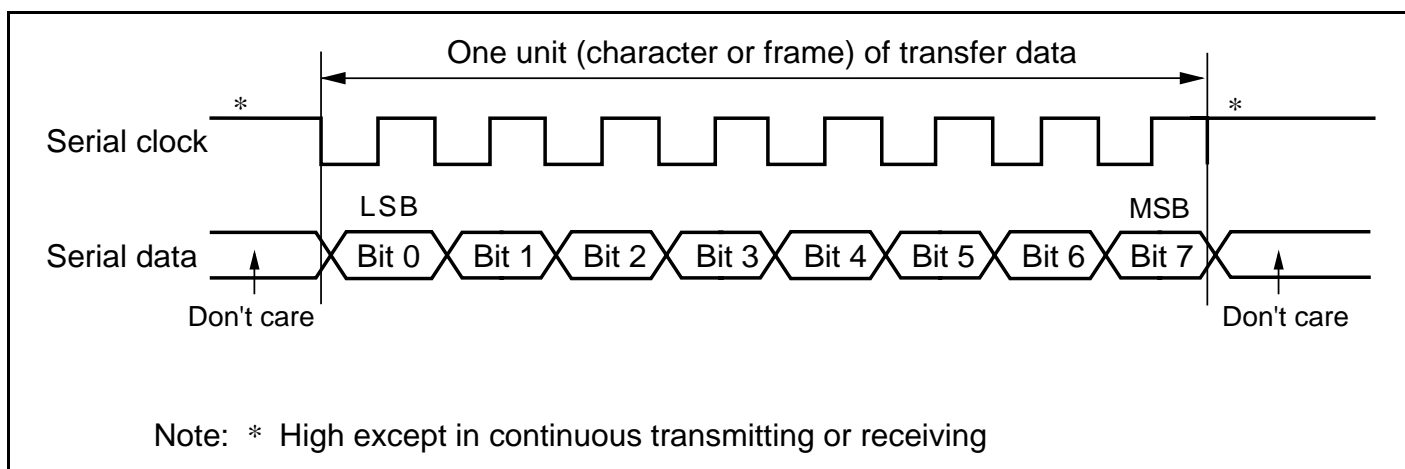 One unit (character or frame) of transfer data
* *
Serial clock
LSB MSB
Serial data Bit 0 Bit 1 Bit 2 Bit 3 Bit 4 Bit 5 Bit 6 Bit 7
Don't care Don't care
Note: * High except in continuous transmitting or receiving